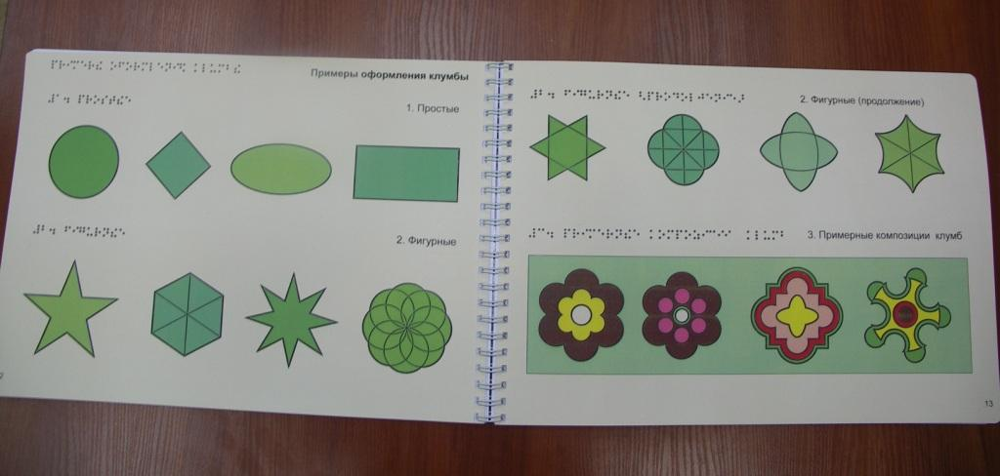 Примеры оформления клумбы
1. Простые
2. Фигурные
2. Фигурные (продолжение)
3. Примерные композиции клумб
13